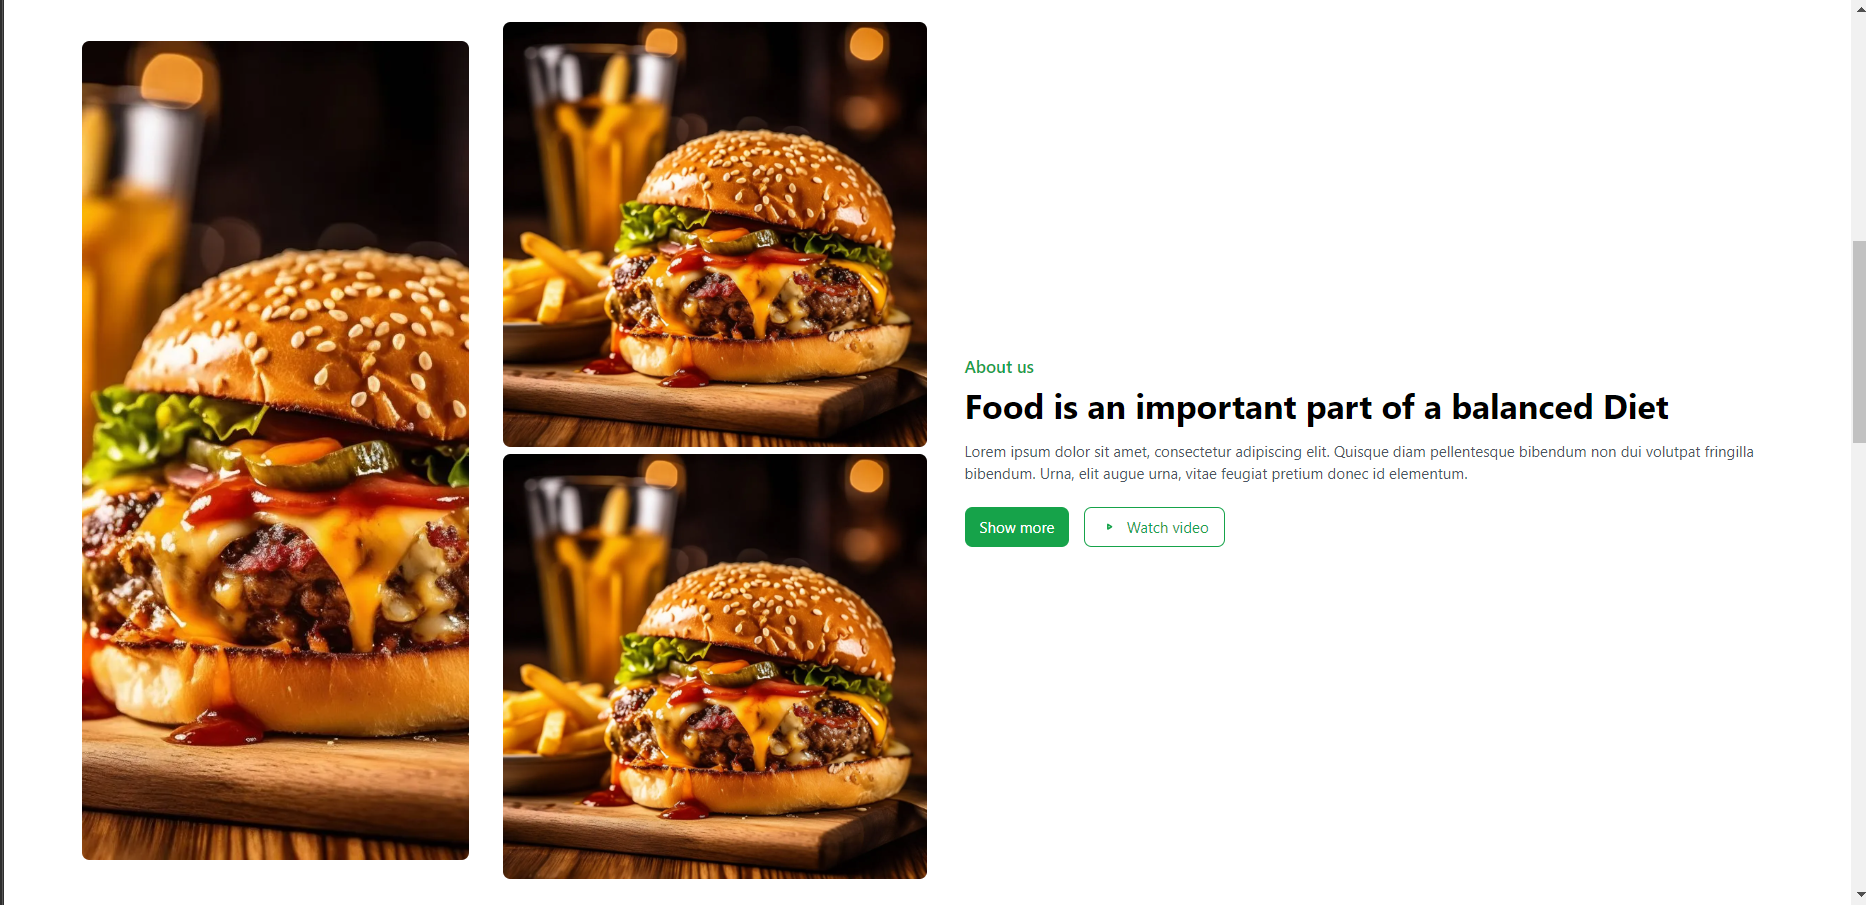 About us
Food is an important part of a balanced Diet
Lorem ipsum dolor sit amet, consectetur adipiscing elit. Quisque diam pellentesque bibendum non dui volutpat fringilla
bibendum. Urna, elit augue urna, vitae feugiat pretium donec id elementum.
Show more
Watch video